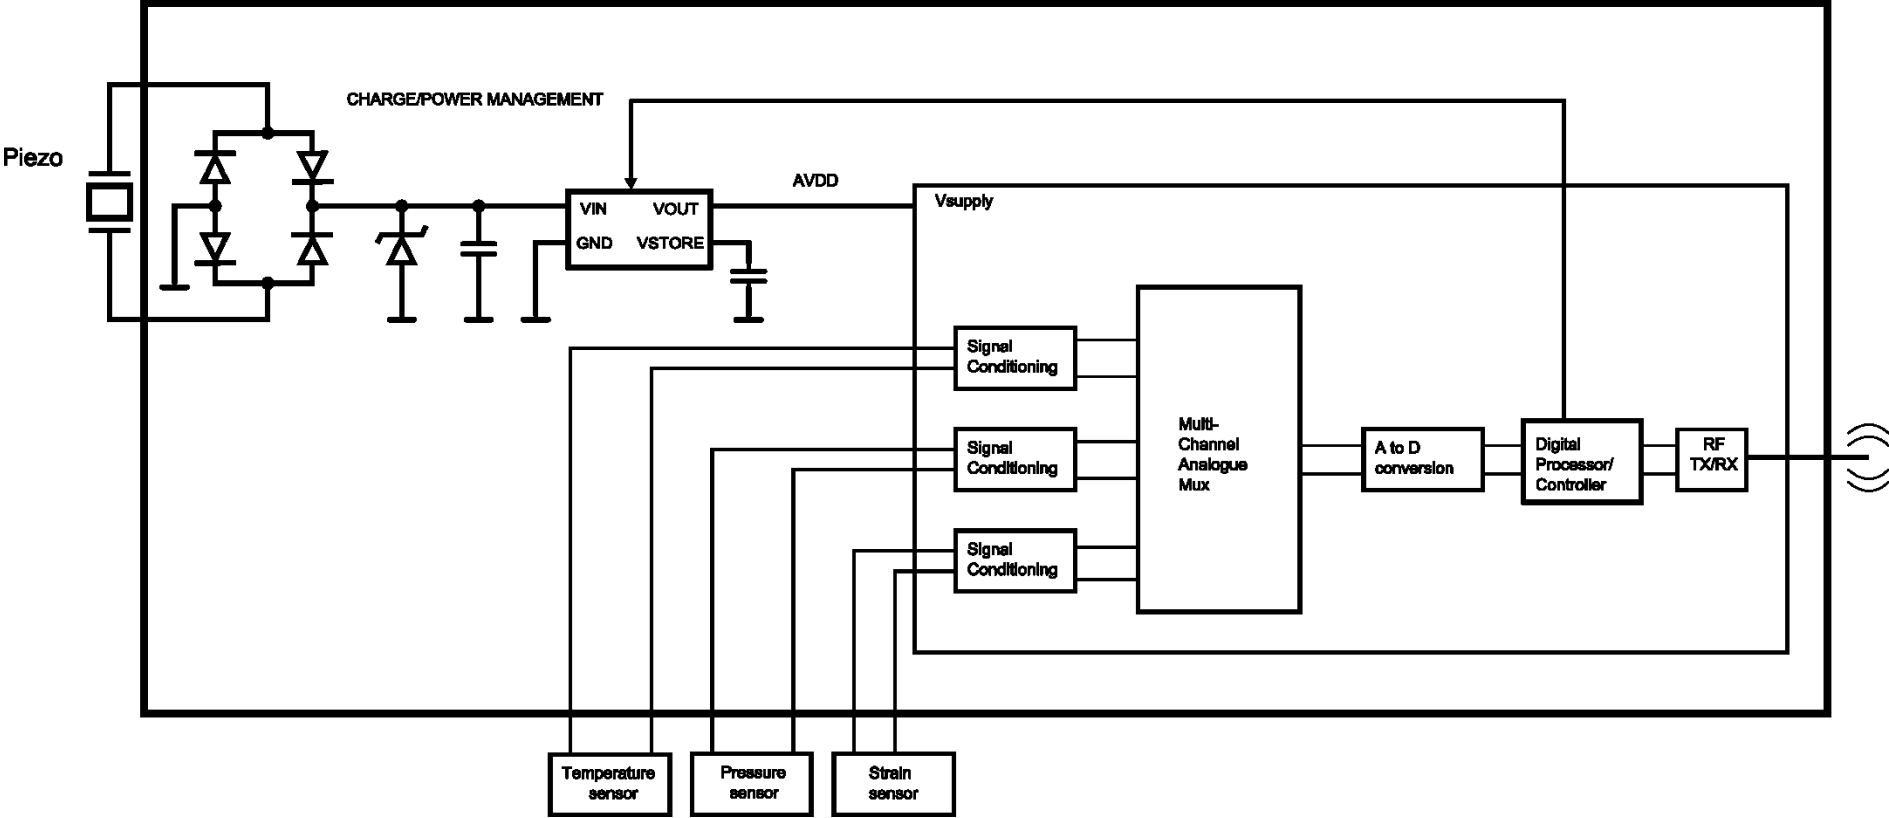 CHARGE/POWER MANAGEMENT
Piezo
AVDD
Vsupply
VIN VOUT
GND VSTORE
Signal
Conditioning
Signal
Conditioning
Signal
Conditioning
Multi-
Channel
Analogue
Mux
A to D
conversion
Digital
Processor/
Controller
RF
TX/RX
Temperature
sensor
Pressure
sensor
Strain
sensor